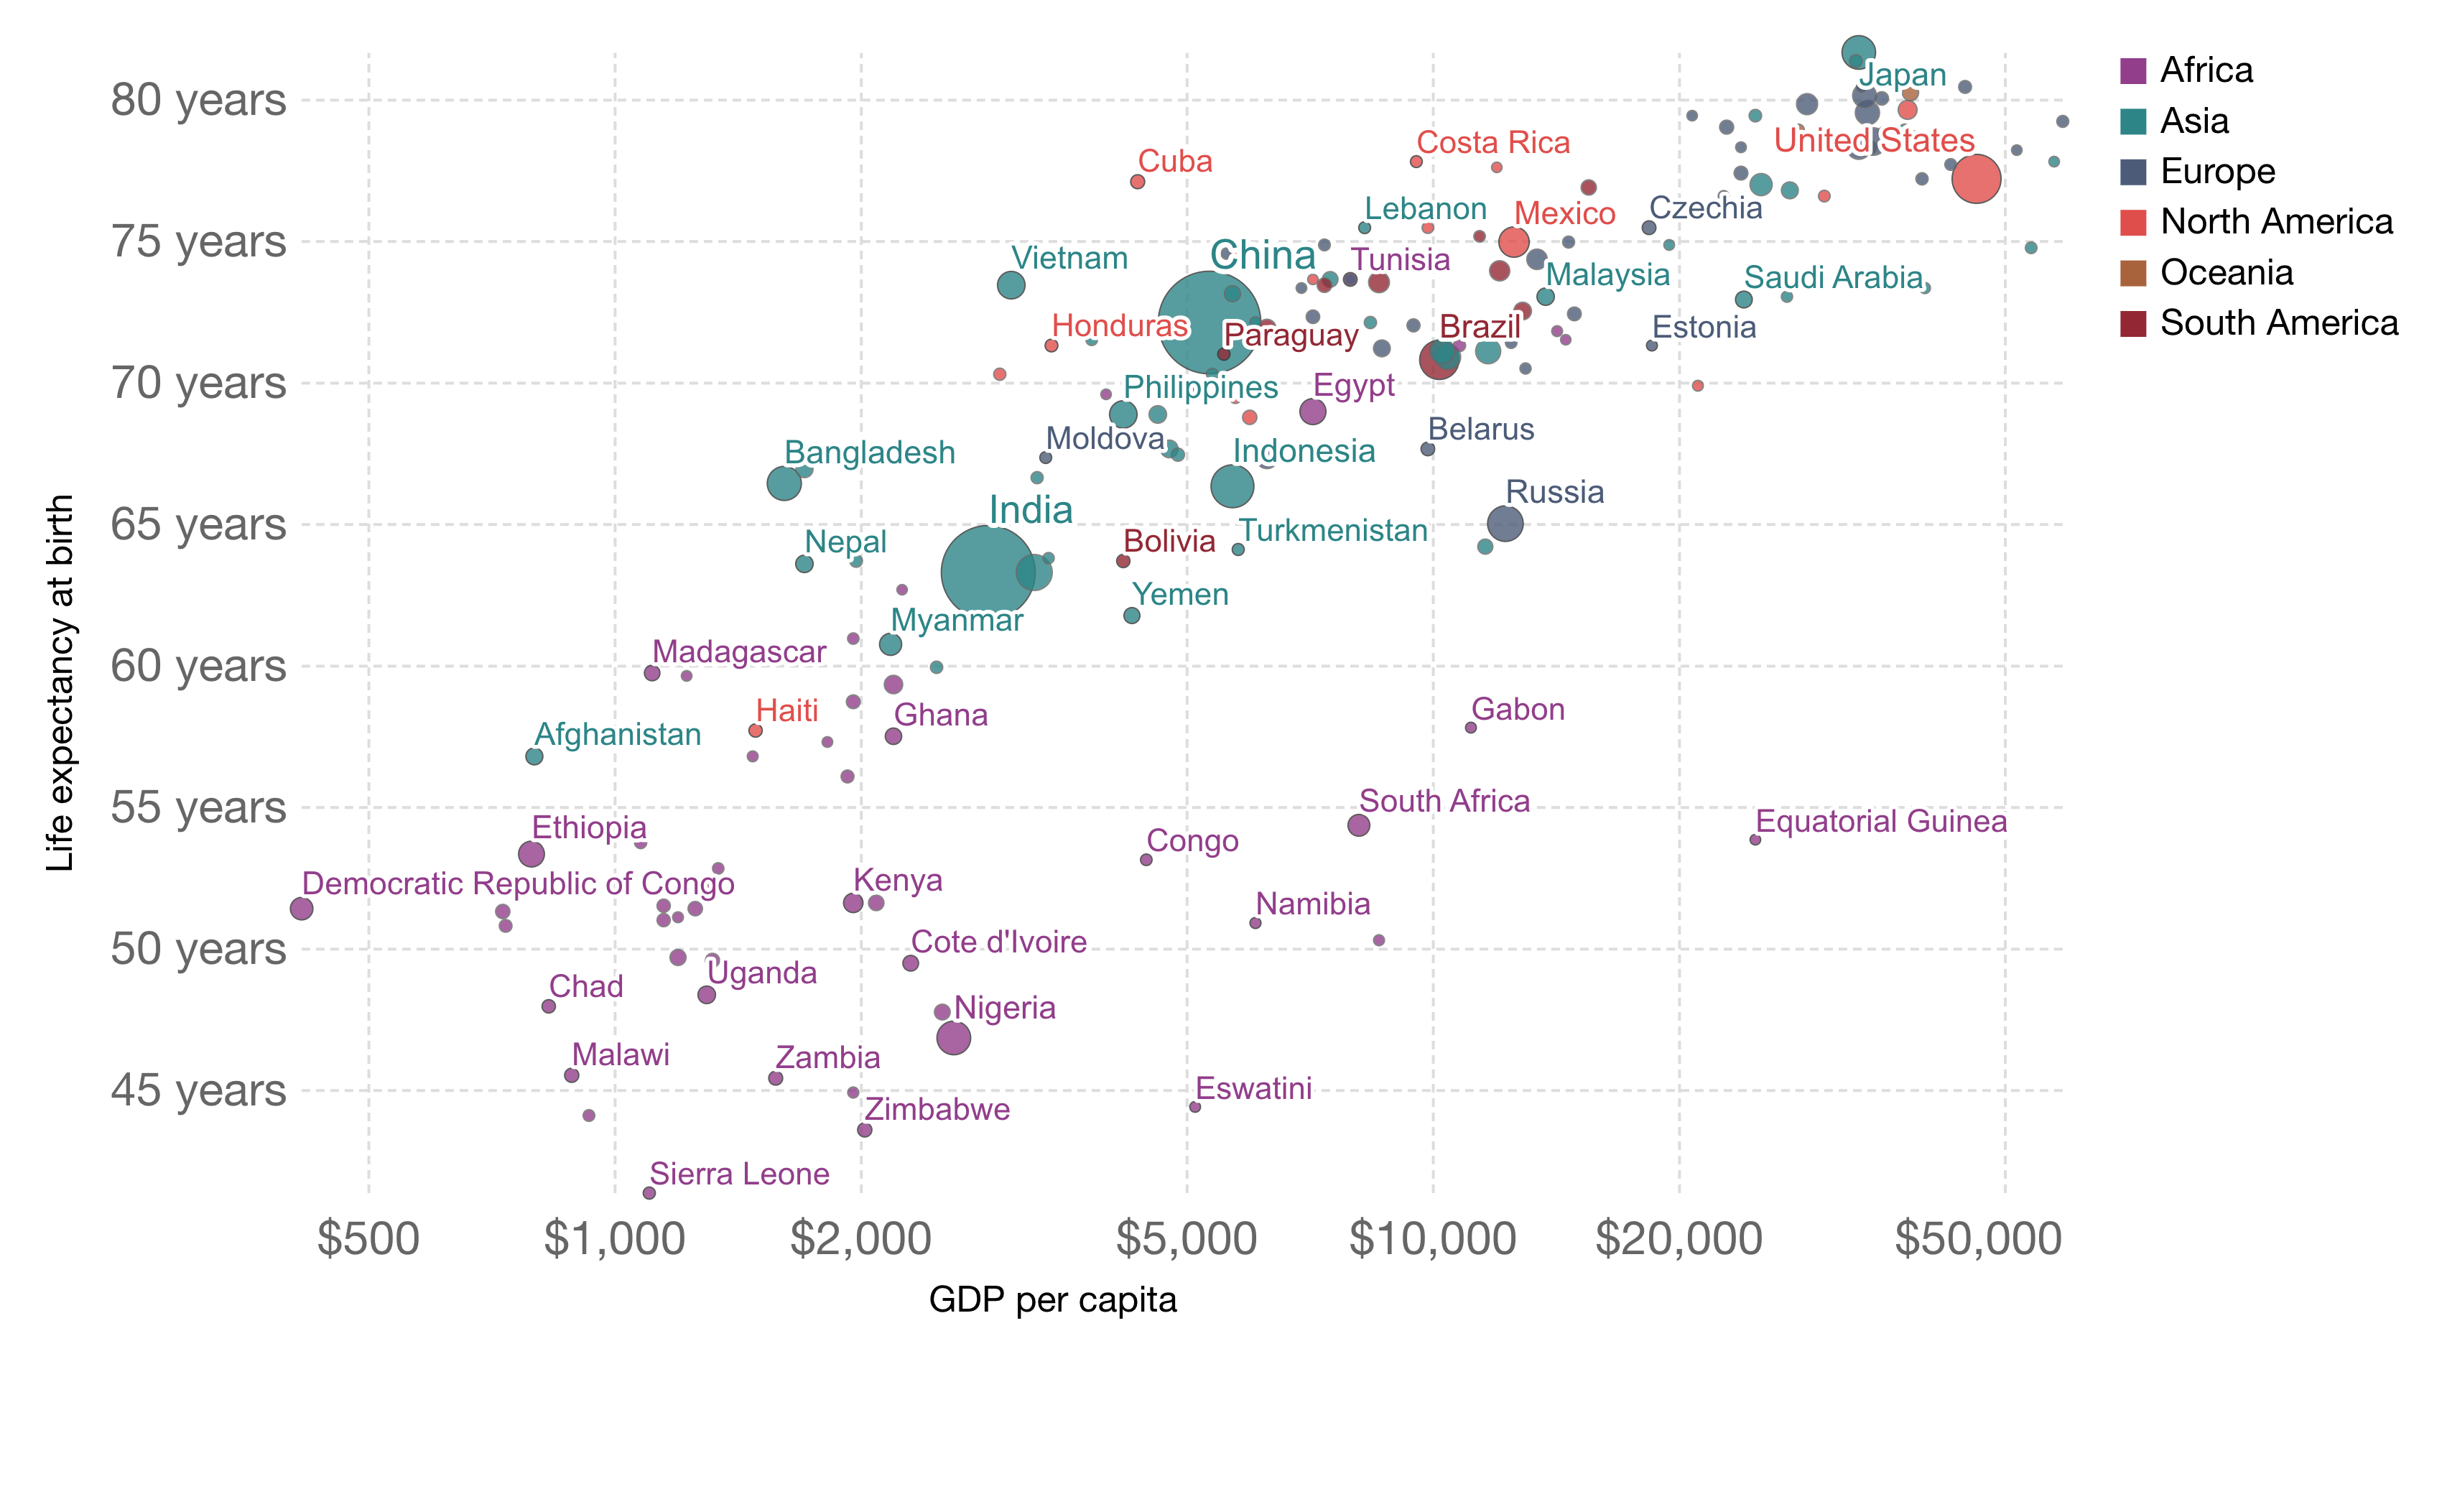 80 years
75 years
70 years
65 years
60 years
55 years
50 years
45 years
Life expectancy at birth
$500
$1,000
$2,000
$5,000
$10,000
$20,000
$50,000
GDP per capita
Africa
Asia
Europe
North America
Oceania
South America
Japan
United States
Costa Rica
Cuba
Lebanon
Mexico
Czechia
China
Tunisia
Vietnam
Malaysia
Saudi Arabia
Honduras
Paraguay
Brazil
Estonia
Philippines
Egypt
Moldova
Belarus
Bangladesh
Indonesia
Russia
India
Turkmenistan
Nepal
Bolivia
Yemen
Myanmar
Madagascar
Haiti
Ghana
Gabon
Afghanistan
South Africa
Equatorial Guinea
Ethiopia
Congo
Democratic Republic of Congo
Kenya
Namibia
Cote d'Ivoire
Uganda
Chad
Nigeria
Malawi
Zambia
Eswatini
Zimbabwe
Sierra Leone